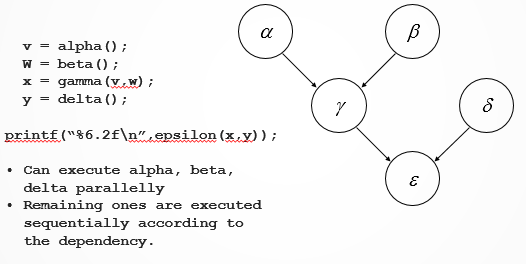 v = alpha();
W = beta();
x = gamma(v,w);
y = delta();
printf("%6.2f\n",epsilon(x,y));
• Can execute alpha, beta,
delta parallelly
• Remaining ones are executed
sequentially according to
the dependency.
α
β
γ
δ
ε